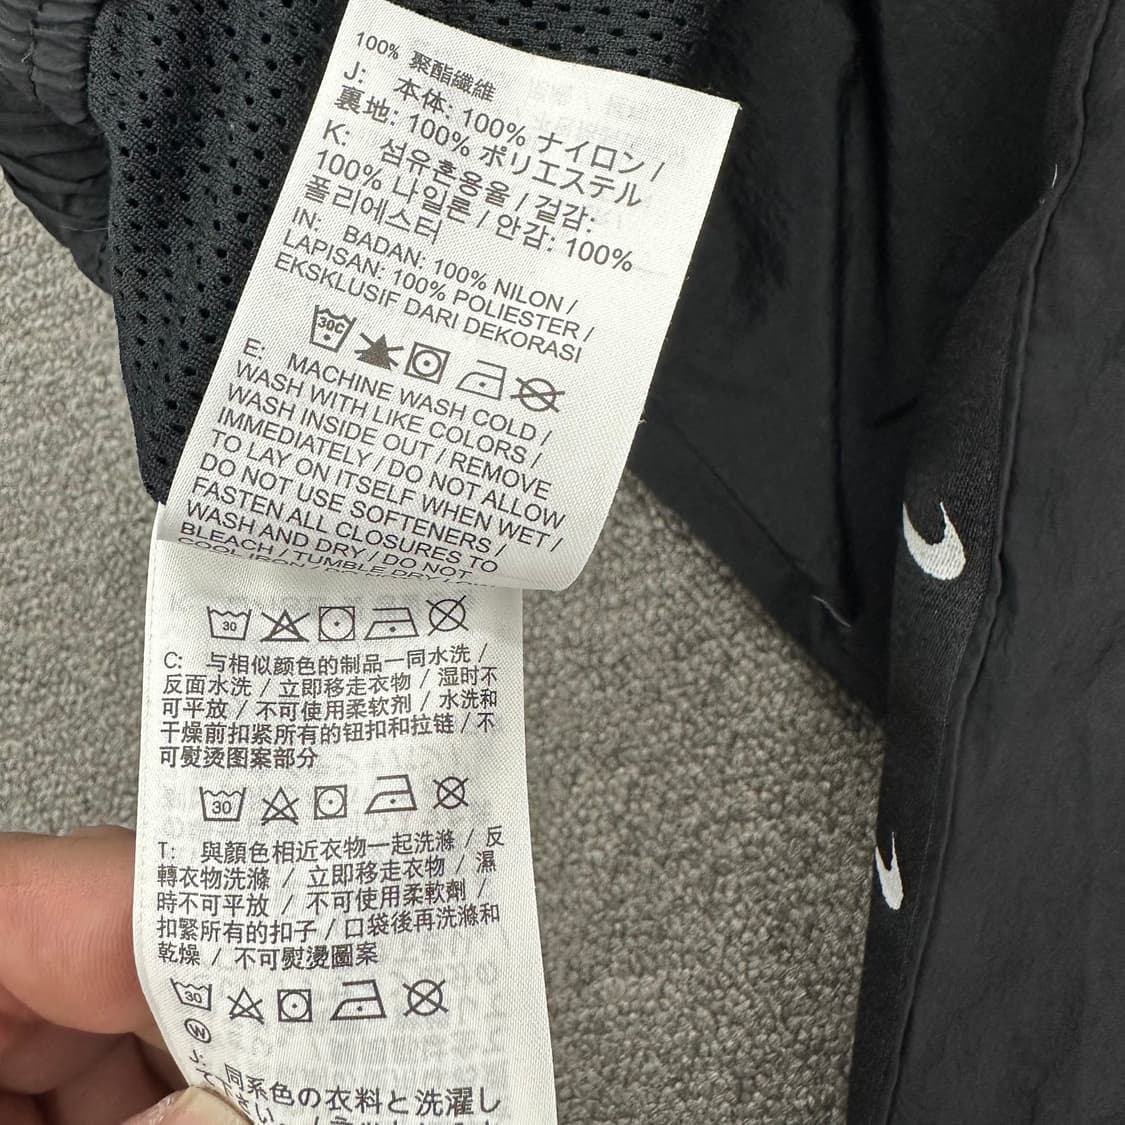 100% 聚酯纖維
J: 本体: 100% ナイロン /
裏地: 100% ポリエステル
K: 섬유혼용율 / 겉감:
100% 나일론 / 안감: 100%
폴리에스터
IN: BADAN: 100% NILON /
LAPISAN: 100% POLIESTER /
EKSKLUSIF DARI DEKORASI
30C
E: MACHINE WASH COLD /
WASH WITH LIKE COLORS /
WASH INSIDE OUT / REMOVE
IMMEDIATELY / DO NOT ALLOW
TO LAY ON ITSELF WHEN WET /
DO NOT USE SOFTENERS /
FASTEN ALL CLOSURES TO
WASH AND DRY / DO NOT
BLEACH / TUMBLE DRY /
COOL IRON /
30
C: 与相似颜色的制品一同水洗 /
反面水洗 / 立即移走衣物 / 湿时不
可平放 / 不可使用柔软剂 / 水洗和
干燥前扣紧所有的钮扣和拉链 / 不
可熨烫图案部分
30
T: 與顏色相近衣物一起洗滌 / 反
轉衣物洗滌 / 立即移走衣物 / 濕
時不可平放 / 不可使用柔軟劑 /
扣緊所有的扣子 / 口袋後再洗滌和
乾燥 / 不可熨燙圖案
30
W
J: 同系色の衣料と洗濯し